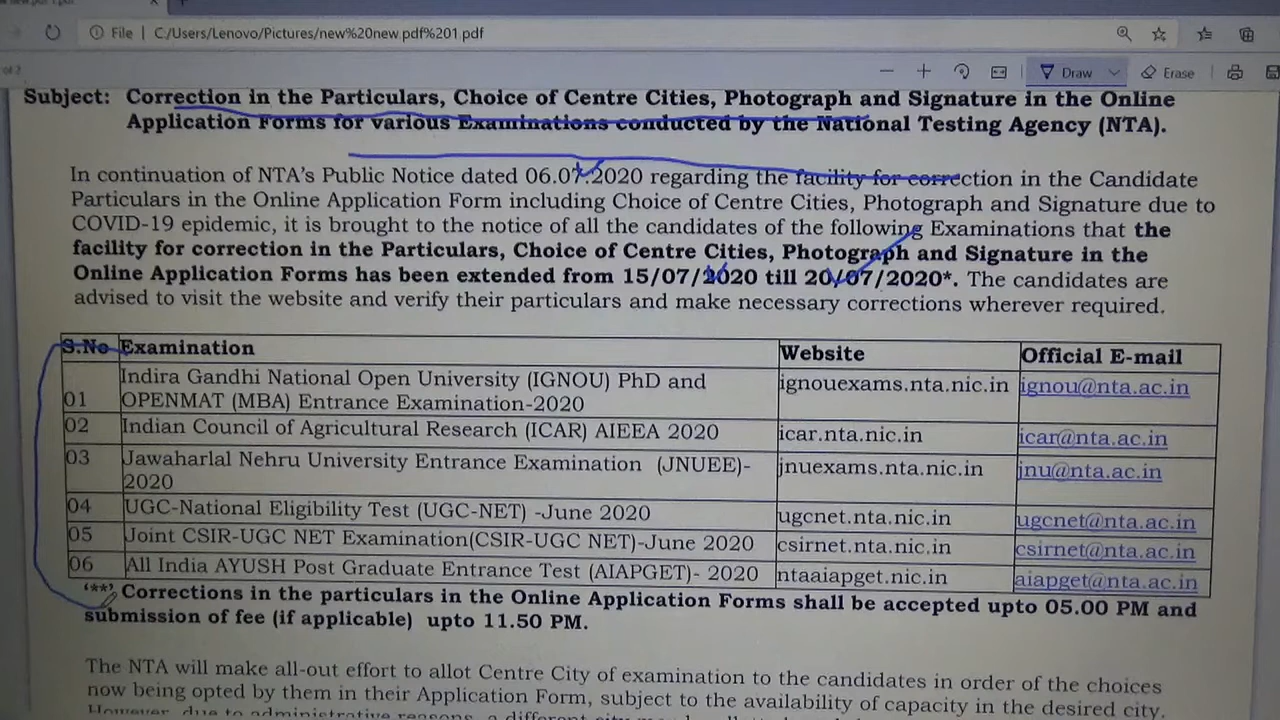 File | C:/Users/Lenovo/Pictures/new%20new.pdf%201.pdf
of 2
Draw
Erase
Subject: Correction in the Particulars, Choice of Centre Cities, Photograph and Signature in the Online
Application Forms for various Examinations conducted by the National Testing Agency (NTA).
In continuation of NTA's Public Notice dated 06.07.2020 regarding the facility for correction in the Candidate
Particulars in the Online Application Form including Choice of Centre Cities, Photograph and Signature due to
COVID-19 epidemic, it is brought to the notice of all the candidates of the following Examinations that the
facility for correction in the Particulars, Choice of Centre Cities, Photograph and Signature in the
Online Application Forms has been extended from 15/07/2020 till 20/07/2020*. The candidates are
advised to visit the website and verify their particulars and make necessary corrections wherever required.
S.No Examination Website Official E-mail
01 Indira Gandhi National Open University (IGNOU) PhD and
OPENMAT (MBA) Entrance Examination-2020 ignouexams.nta.nic.in ignou@nta.ac.in
02 Indian Council of Agricultural Research (ICAR) AIEEA 2020 icar.nta.nic.in icar@nta.ac.in
03 Jawaharlal Nehru University Entrance Examination (JNUEE)-
2020 jnuexams.nta.nic.in jnu@nta.ac.in
04 UGC-National Eligibility Test (UGC-NET) -June 2020 ugcnet.nta.nic.in ugcnet@nta.ac.in
05 Joint CSIR-UGC NET Examination(CSIR-UGC NET)-June 2020 csirnet.nta.nic.in csirnet@nta.ac.in
06 All India AYUSH Post Graduate Entrance Test (AIAPGET)- 2020 ntaaiapget.nic.in aiapget@nta.ac.in
'**' Corrections in the particulars in the Online Application Forms shall be accepted upto 05.00 PM and
submission of fee (if applicable) upto 11.50 PM.
The NTA will make all-out effort to allot Centre City of examination to the candidates in order of the choices
now being opted by them in their Application Form, subject to the availability of capacity in the desired city.
However, due to administrative reasons, a different city may be